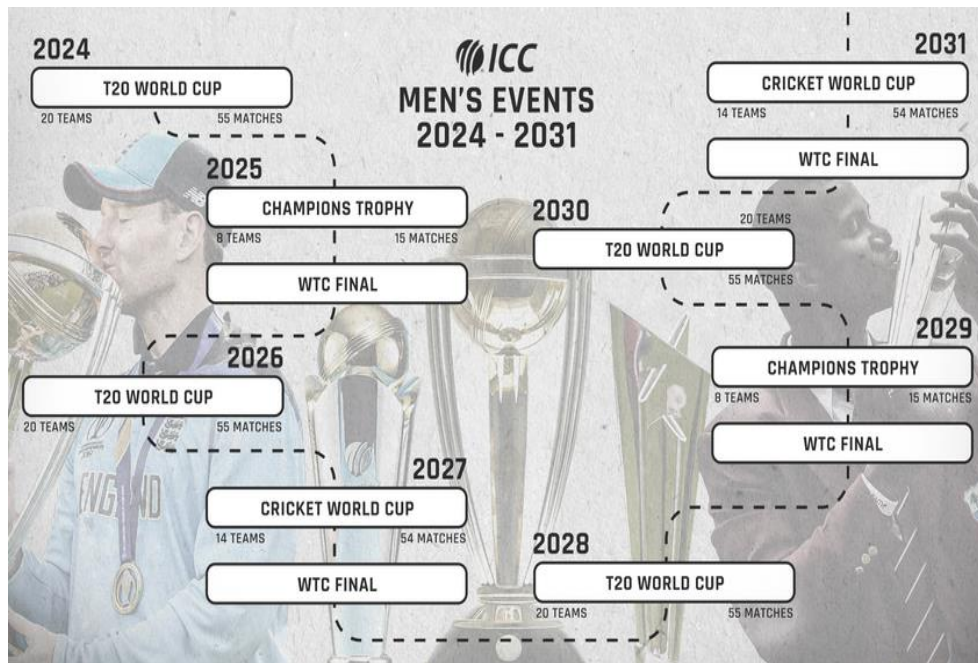 ICC
MEN'S EVENTS
2024 - 2031
2024
T20 WORLD CUP
20 TEAMS 55 MATCHES
2025
CHAMPIONS TROPHY
8 TEAMS 15 MATCHES
WTC FINAL
2026
T20 WORLD CUP
20 TEAMS 55 MATCHES
2027
CRICKET WORLD CUP
14 TEAMS 54 MATCHES
WTC FINAL
2028
T20 WORLD CUP
20 TEAMS 55 MATCHES
2029
CHAMPIONS TROPHY
8 TEAMS 15 MATCHES
WTC FINAL
2030
20 TEAMS
T20 WORLD CUP
55 MATCHES
2031
CRICKET WORLD CUP
14 TEAMS 54 MATCHES
WTC FINAL
ENGLAND